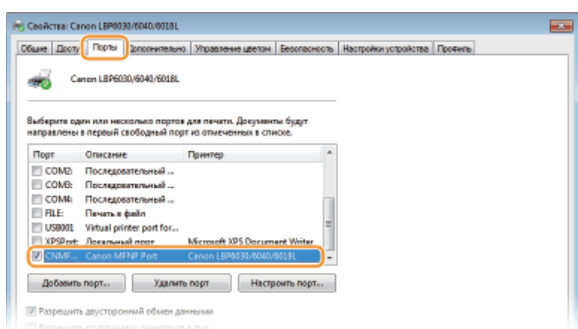 Свойства: Canon LBP6030/6040/6018L
Общие Досту Порты Дополнительно Управление цветом Безопасность Настройки устройства Профиль
Canon LBP6030/6040/6018L
Выберите один или несколько портов для печати. Документы будут
направлены в первый свободный порт из отмеченных в списке.
Порт Описание Принтер
COM2: Последовательный ...
COM3: Последовательный ...
COM4: Последовательный ...
FILE: Печать в файл
USB001 Virtual printer port for...
XPSPort: Локальный порт Microsoft XPS Document Writer
CNMF... Canon MFNP Port Canon LBP6030/6040/6018L
Добавить порт... Удалить порт Настроить порт...
Разрешить двусторонний обмен данными